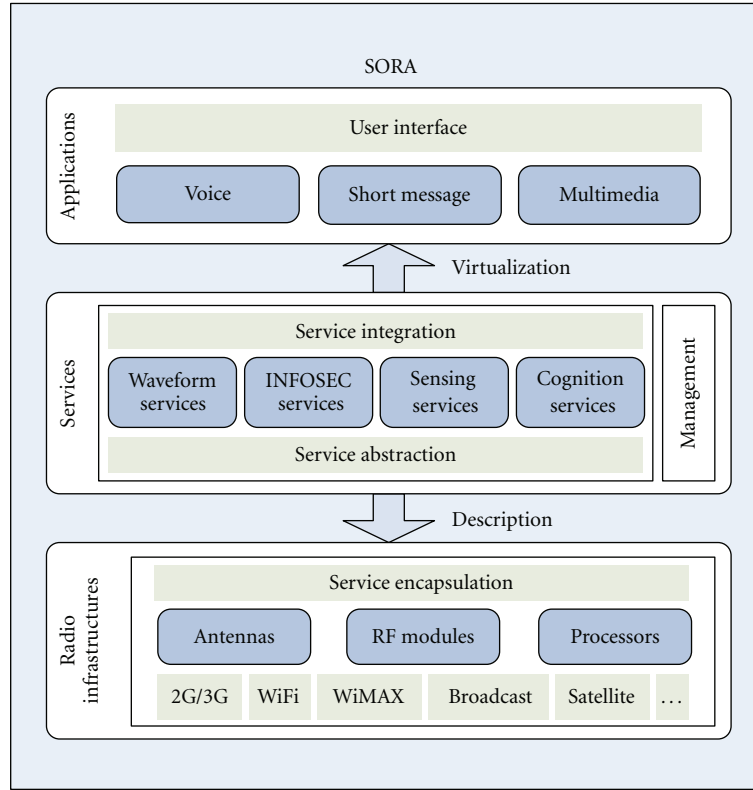 SORA
Applications
User interface
Voice
Short message
Multimedia
Virtualization
Services
Service integration
Waveform
services
INFOSEC
services
Sensing
services
Cognition
services
Service abstraction
Management
Description
Radio
infrastructures
Service encapsulation
Antennas
RF modules
Processors
2G/3G
WiFi
WiMAX
Broadcast
Satellite
...